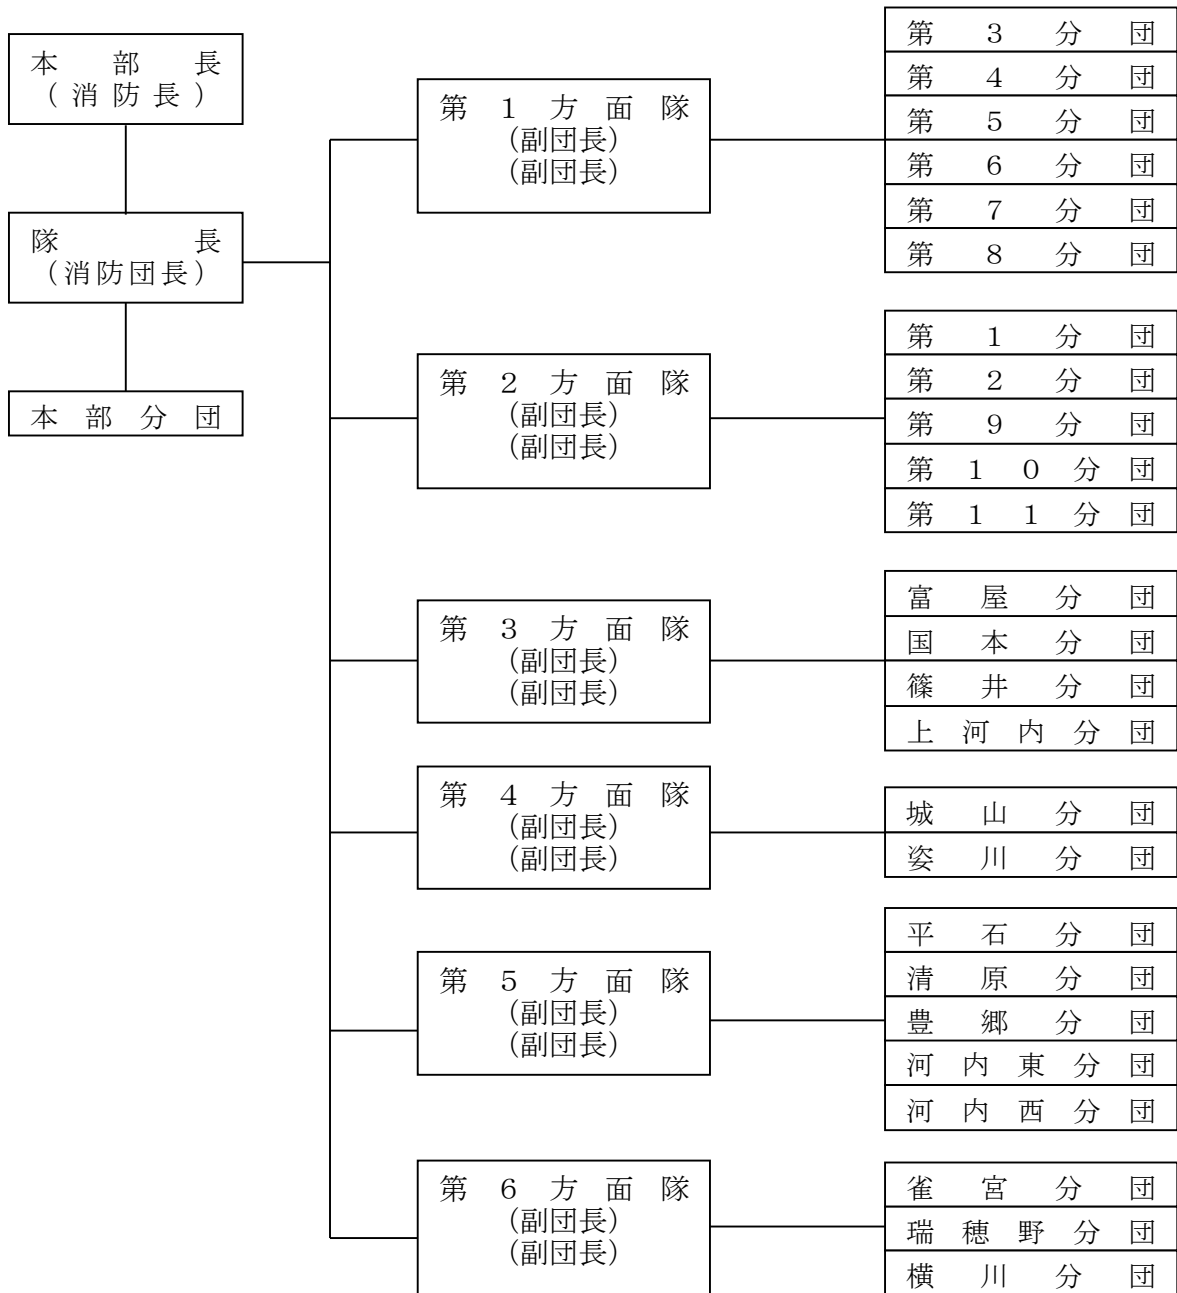 本部長
(消防長)
隊長
(消防団長)
本部分団
第1方面隊
(副団長)
(副団長)
第3分団
第4分団
第5分団
第6分団
第7分団
第8分団
第2方面隊
(副団長)
(副団長)
第1分団
第2分団
第9分団
第10分団
第11分団
第3方面隊
(副団長)
(副団長)
富屋分団
国本分団
篠井分団
上河内分団
第4方面隊
(副団長)
(副団長)
城山分団
姿川分団
第5方面隊
(副団長)
(副団長)
平石分団
清原分団
豊郷分団
河内東分団
河内西分団
第6方面隊
(副団長)
(副団長)
雀宮分団
瑞穂野分団
横川分団